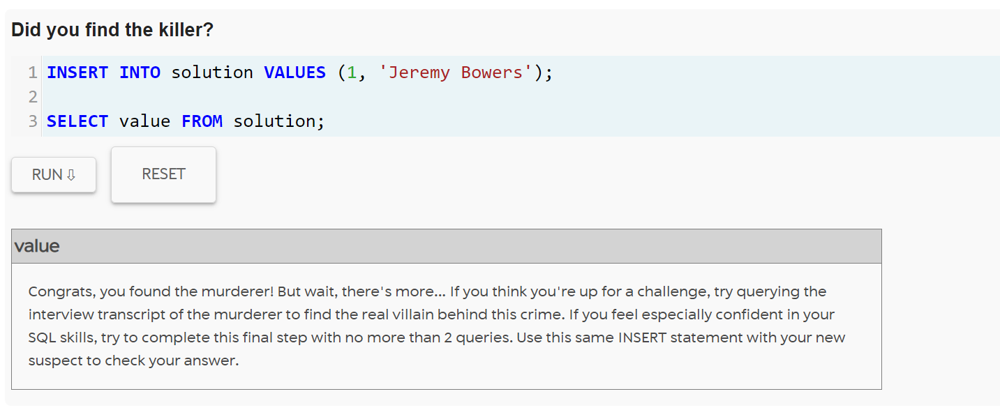 Did you find the killer?
1 INSERT INTO solution VALUES (1, 'Jeremy Bowers');
2
3 SELECT value FROM solution;
RUN ⇩ RESET
value
Congrats, you found the murderer! But wait, there's more... If you think you're up for a challenge, try querying the
interview transcript of the murderer to find the real villain behind this crime. If you feel especially confident in your
SQL skills, try to complete this final step with no more than 2 queries. Use this same INSERT statement with your new
suspect to check your answer.